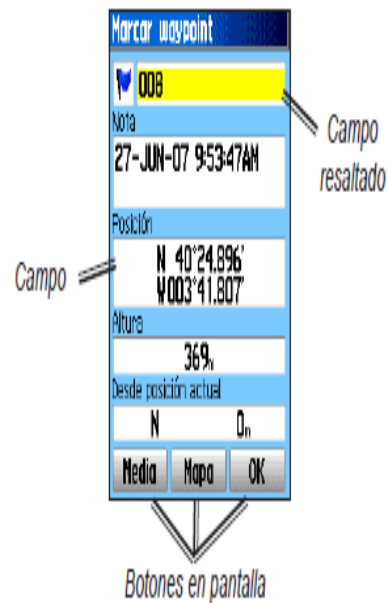 Marcar waypoint
008
Campo
resaltado
Nota
27-JUN-07 9:53:47AM
Posición
Campo
N 40°24.896'
W003°41.807'
Altura
369m
Desde posición actual
N 0m
Media Mapa OK
Botones en pantalla